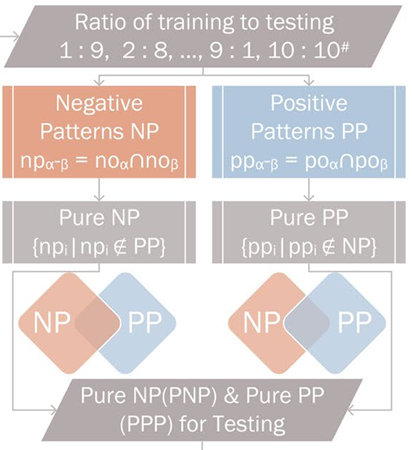 Ratio of training to testing
1 : 9, 2 : 8, ..., 9 : 1, 10 : 10#
Negative
Patterns NP
npα-β = noα∩noβ
Positive
Patterns PP
ppα-β = poα∩poβ
Pure NP
{npi|npi ∉ PP}
Pure PP
{ppi|ppi ∉ NP}
NP
PP
NP
PP
Pure NP(PNP) & Pure PP
(PPP) for Testing